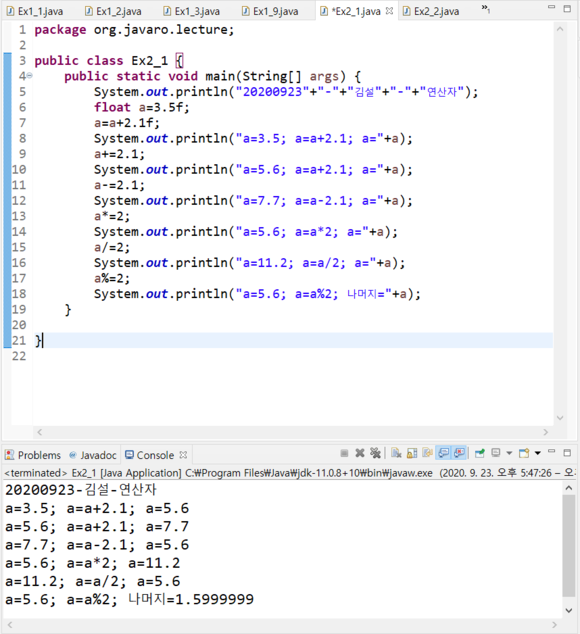 Ex1_1.java Ex1_2.java Ex1_3.java Ex1_9.java *Ex2_1.java Ex2_2.java »1
1 package org.javaro.lecture;
2
3 public class Ex2_1 {
4 public static void main(String[] args) {
5 System.out.println("20200923"+"-"+"김설"+"-"+"연산자");
6 float a=3.5f;
7 a=a+2.1f;
8 System.out.println("a=3.5; a=a+2.1; a="+a);
9 a+=2.1;
10 System.out.println("a=5.6; a=a+2.1; a="+a);
11 a-=2.1;
12 System.out.println("a=7.7; a=a-2.1; a="+a);
13 a*=2;
14 System.out.println("a=5.6; a=a*2; a="+a);
15 a/=2;
16 System.out.println("a=11.2; a=a/2; a="+a);
17 a%=2;
18 System.out.println("a=5.6; a=a%2; 나머지="+a);
19 }
20
21 }
22
Problems Javadoc Console
<terminated> Ex2_1 [Java Application] C:₩Program Files₩Java₩jdk-11.0.8+10₩bin₩javaw.exe (2020. 9. 23. 오후 5:47:26 –
20200923-김설-연산자
a=3.5; a=a+2.1; a=5.6
a=5.6; a=a+2.1; a=7.7
a=7.7; a=a-2.1; a=5.6
a=5.6; a=a*2; a=11.2
a=11.2; a=a/2; a=5.6
a=5.6; a=a%2; 나머지=1.5999999